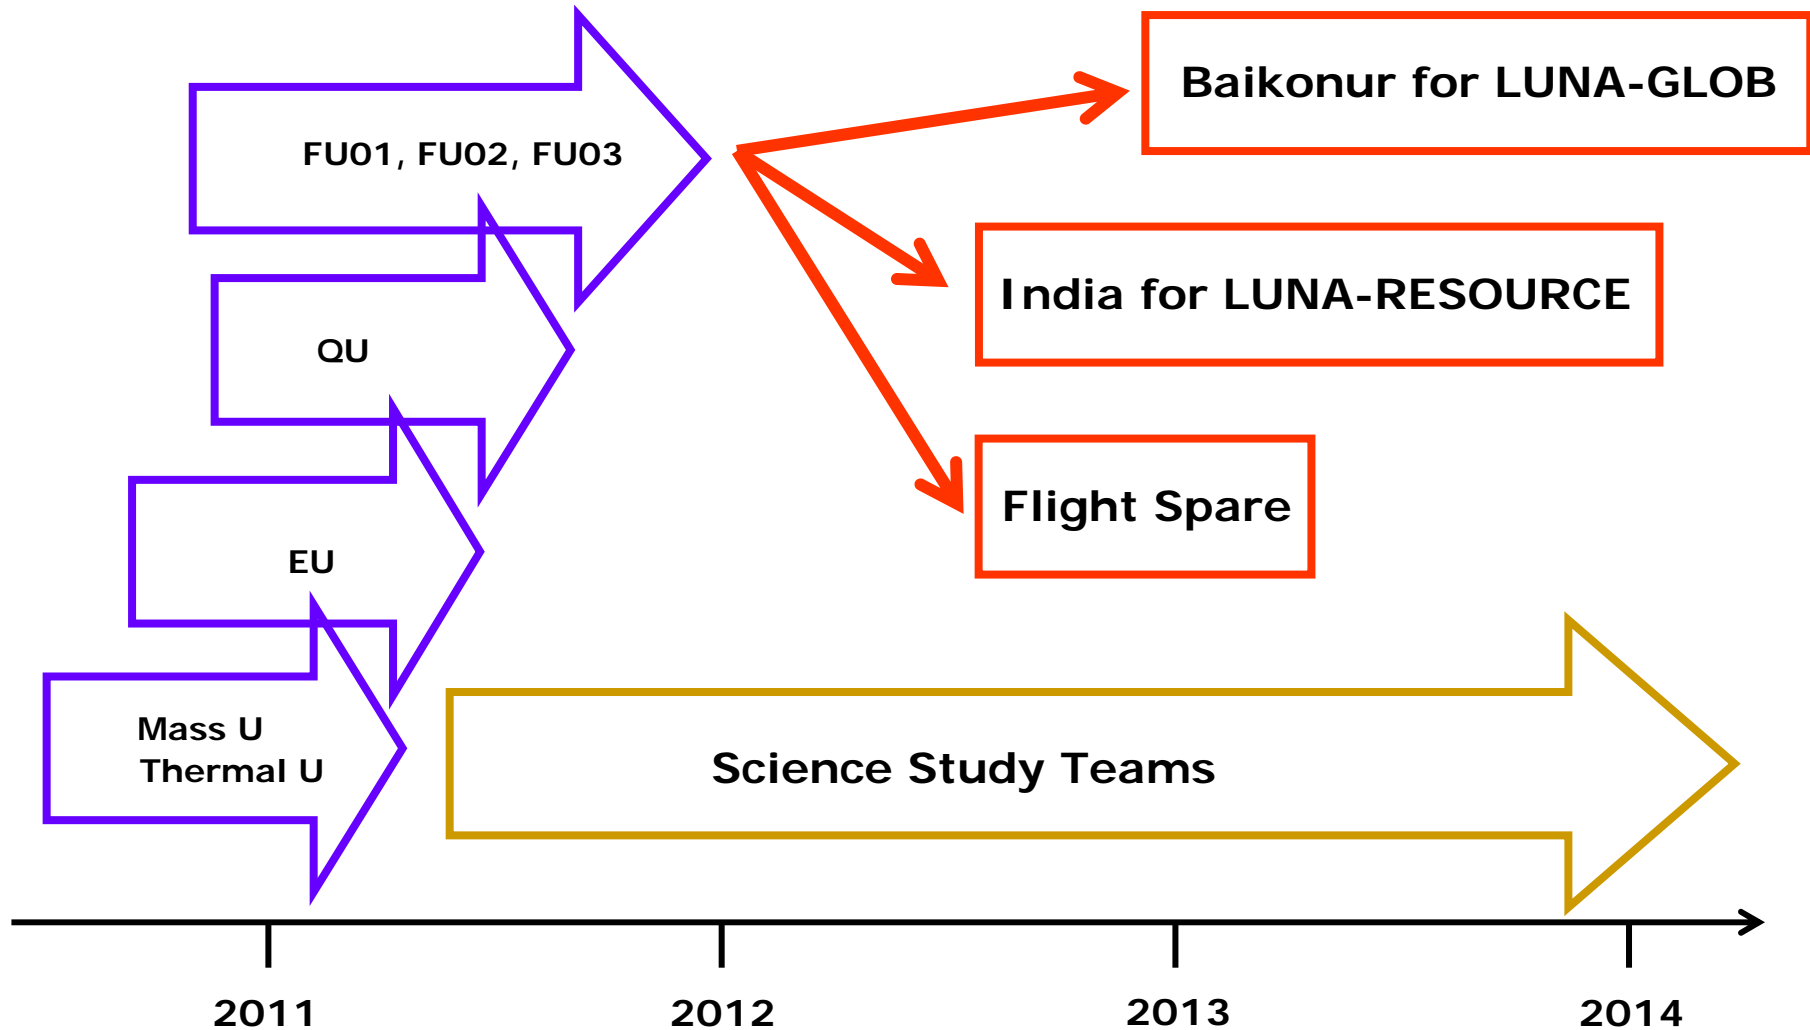 Baikonur for LUNA-GLOB
FU01, FU02, FU03
India for LUNA-RESOURCE
QU
Flight Spare
EU
Mass U
Thermal U
Science Study Teams
2011
2012
2013
2014